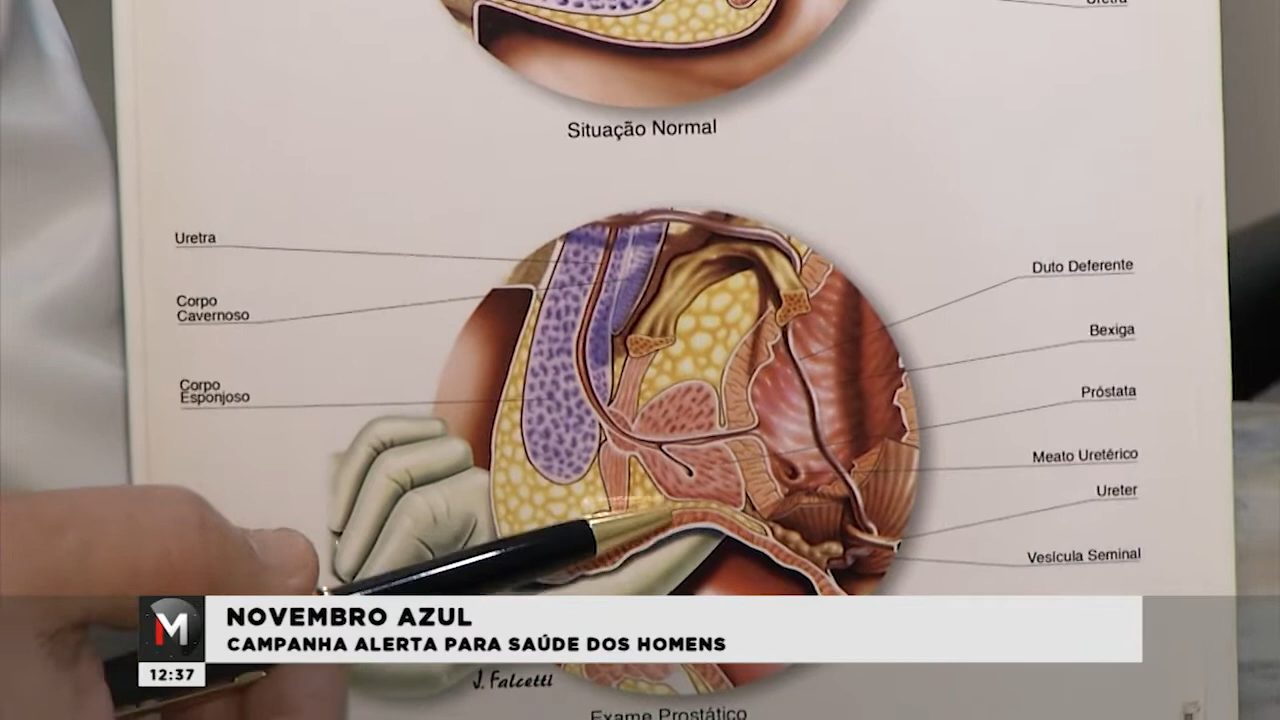 Uretra
Situação Normal
Uretra
Corpo
Cavernoso
Corpo
Esponjoso
Duto Deferente
Bexiga
Próstata
Meato Uretérico
Ureter
Vesícula Seminal
M
NOVEMBRO AZUL
CAMPANHA ALERTA PARA SAÚDE DOS HOMENS
12:37
J. Falcetti
Exame Prostático